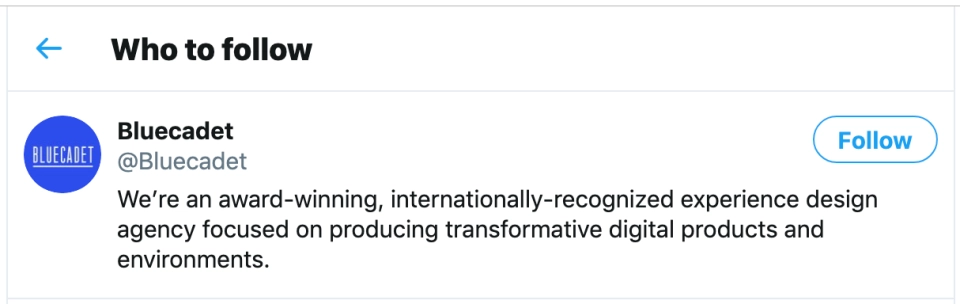 Who to follow
Bluecadet
@Bluecadet
Follow
BLUECADET
We’re an award-winning, internationally-recognized experience design
agency focused on producing transformative digital products and
environments.